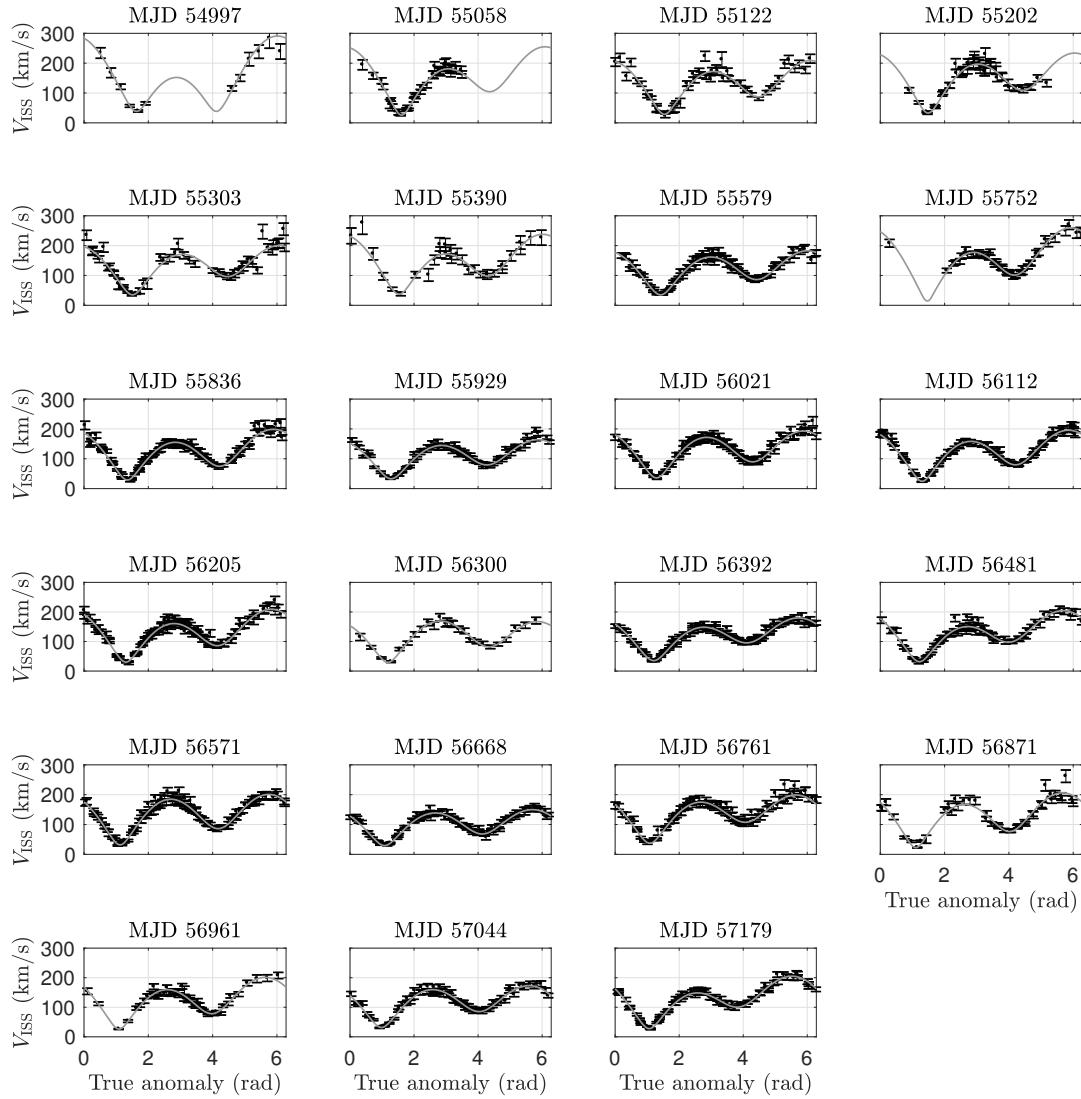 MJD 54997 MJD 55058 MJD 55122 MJD 55202
V_ISS (km/s)
300
200
100
0
MJD 55303 MJD 55390 MJD 55579 MJD 55752
V_ISS (km/s)
300
200
100
0
MJD 55836 MJD 55929 MJD 56021 MJD 56112
V_ISS (km/s)
300
200
100
0
MJD 56205 MJD 56300 MJD 56392 MJD 56481
V_ISS (km/s)
300
200
100
0
MJD 56571 MJD 56668 MJD 56761 MJD 56871
V_ISS (km/s)
300
200
100
0
0 2 4 6
True anomaly (rad)
MJD 56961 MJD 57044 MJD 57179
V_ISS (km/s)
300
200
100
0
0 2 4 6 0 2 4 6 0 2 4 6
True anomaly (rad) True anomaly (rad) True anomaly (rad)